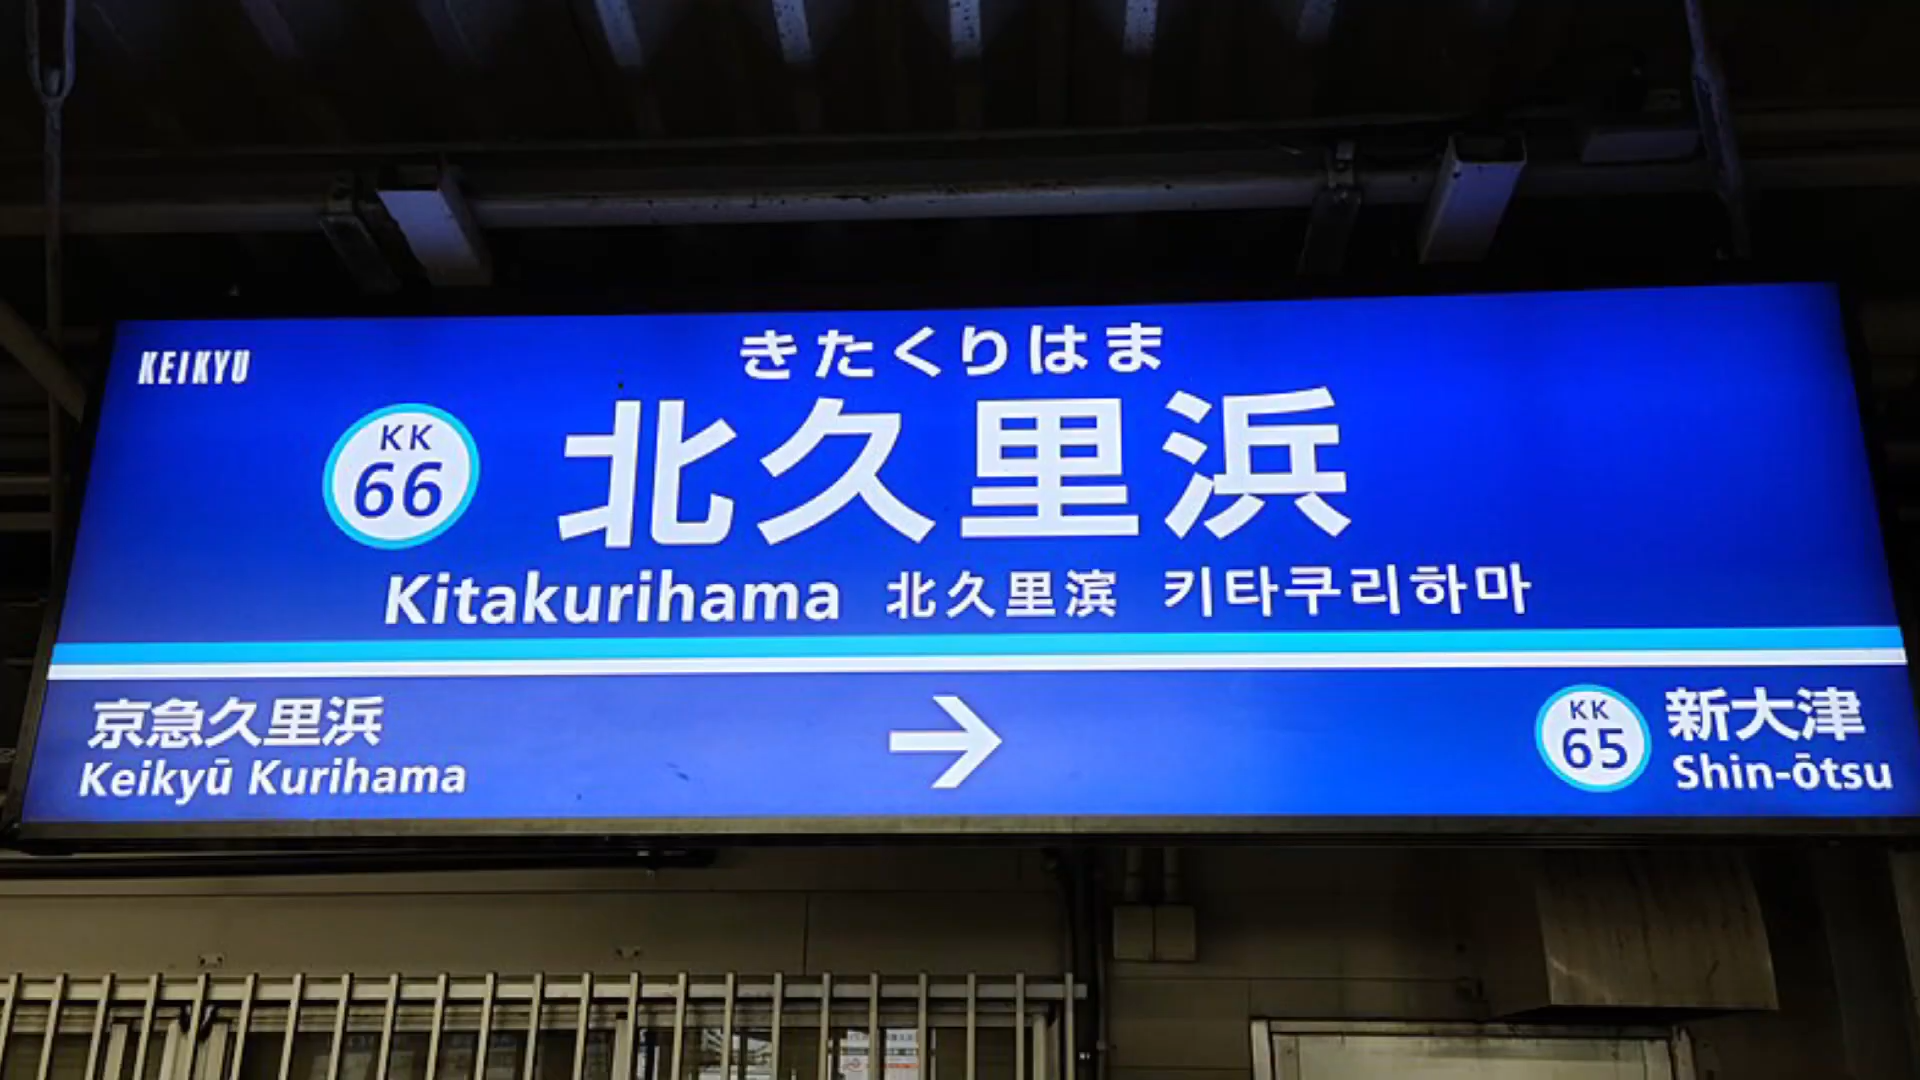 KEIKYU
きたくりはま
KK
66
北久里浜
Kitakurihama 北久里滨 키타쿠리하마
京急久里浜
Keikyū Kurihama
→
KK
65
新大津
Shin-ōtsu